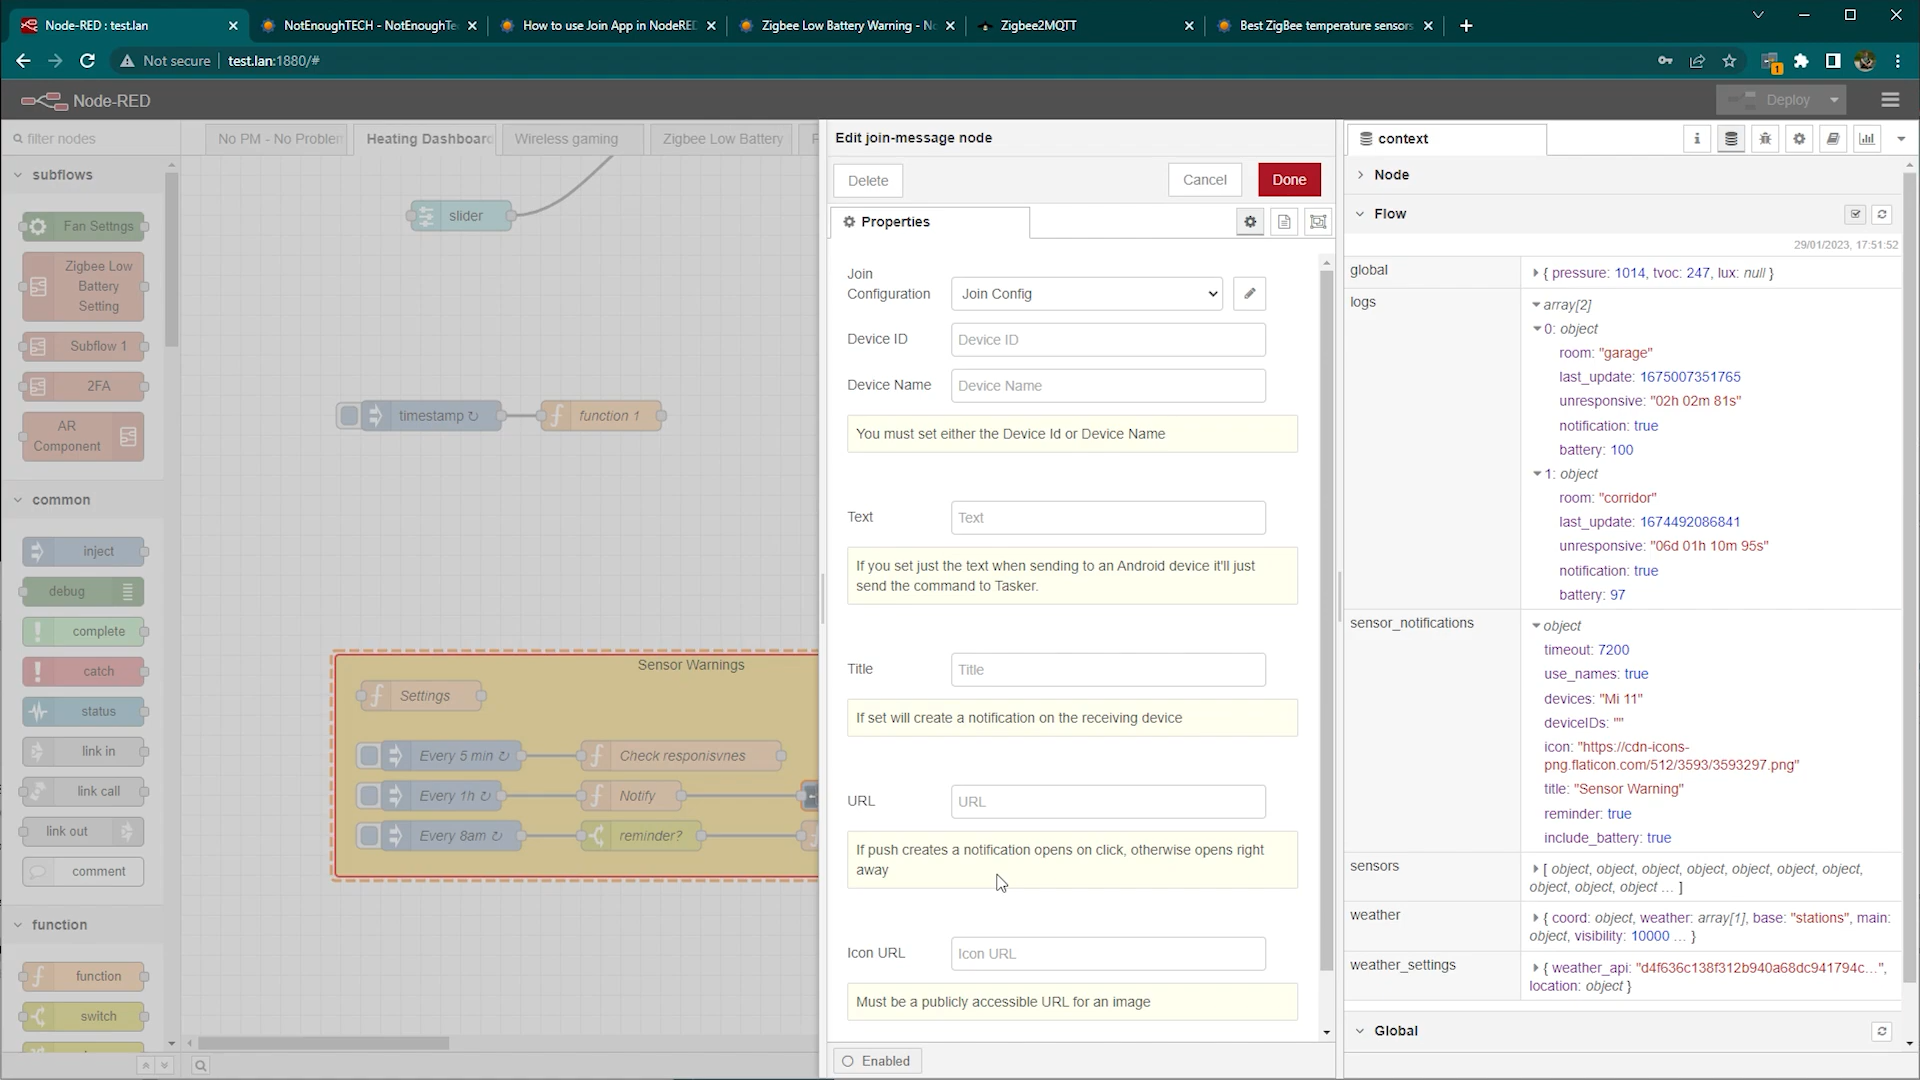 Node-RED : test.lan
NotEnoughTECH - NotEnoughTe
How to use Join App in NodeRED
Zigbee Low Battery Warning - N
Zigbee2MQTT
Best ZigBee temperature sensors
Not secure
test.lan:1880/#
1
Node-RED
Deploy
filter nodes
No PM - No Problem
Heating Dashboard
Wireless gaming
Zigbee Low Battery
subflows
Fan Settngs
Zigbee Low
Battery
Setting
Subflow 1
2FA
AR
Component
common
inject
debug
complete
catch
status
link in
link call
link out
comment
function
function
switch
slider
timestamp ↻
function 1
Sensor Warnings
Settings
Every 5 min ↻
Check responisvnes
Every 1h ↻
Notify
Every 8am ↻
reminder?
Edit join-message node
Delete
Cancel
Done
Properties
Join
Configuration
Join Config
Device ID
Device ID
Device Name
Device Name
You must set either the Device Id or Device Name
Text
Text
If you set just the text when sending to an Android device it'll just
send the command to Tasker.
Title
Title
If set will create a notification on the receiving device
URL
URL
If push creates a notification opens on click, otherwise opens right
away
Icon URL
Icon URL
Must be a publicly accessible URL for an image
Enabled
context
Node
Flow
29/01/2023, 17:51:52
global
{ pressure: 1014, tvoc: 247, lux: null }
logs
array[2]
0: object
room: "garage"
last_update: 1675007351765
unresponsive: "02h 02m 81s"
notification: true
battery: 100
1: object
room: "corridor"
last_update: 1674492086841
unresponsive: "06d 01h 10m 95s"
notification: true
battery: 97
sensor_notifications
object
timeout: 7200
use_names: true
devices: "Mi 11"
deviceIDs: ""
icon: "https://cdn-icons-
png.flaticon.com/512/3593/3593297.png"
title: "Sensor Warning"
reminder: true
include_battery: true
sensors
[ object, object, object, object, object, object, object,
object, object, object … ]
weather
{ coord: object, weather: array[1], base: "stations", main:
object, visibility: 10000 … }
weather_settings
{ weather_api: "d4f636c138f312b940a68dc941794c…",
location: object }
Global